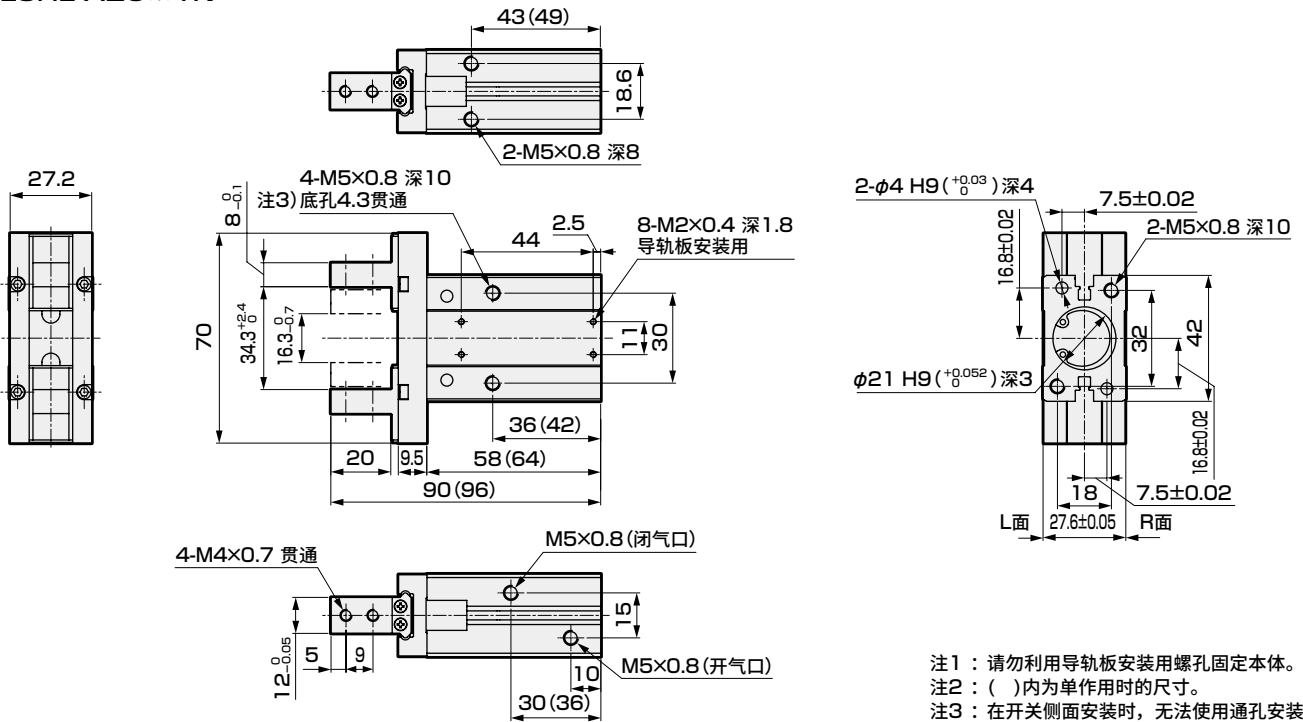 43(49)
18.6
2-M5×0.8 深8
27.2
4-M5×0.8 深10
注3)底孔4.3贯通
8 0 -0.1
2.5
44
8-M2×0.4 深1.8
导轨板安装用
70
34.3 +2.4 0
16.3 0 -0.7
11
30
36(42)
20
9.5
58(64)
90(96)
2-φ4 H9(+0.03 0)深4
7.5±0.02
2-M5×0.8 深10
16.8±0.02
32
42
φ21 H9(+0.052 0)深3
16.8±0.02
18
7.5±0.02
L面
27.6±0.05
R面
4-M4×0.7 贯通
M5×0.8(闭气口)
15
12 0 -0.05
5
9
M5×0.8(开气口)
10
30(36)
注1：请勿利用导轨板安装用螺孔固定本体。
注2：( )内为单作用时的尺寸。
注3：在开关侧面安装时，无法使用通孔安装